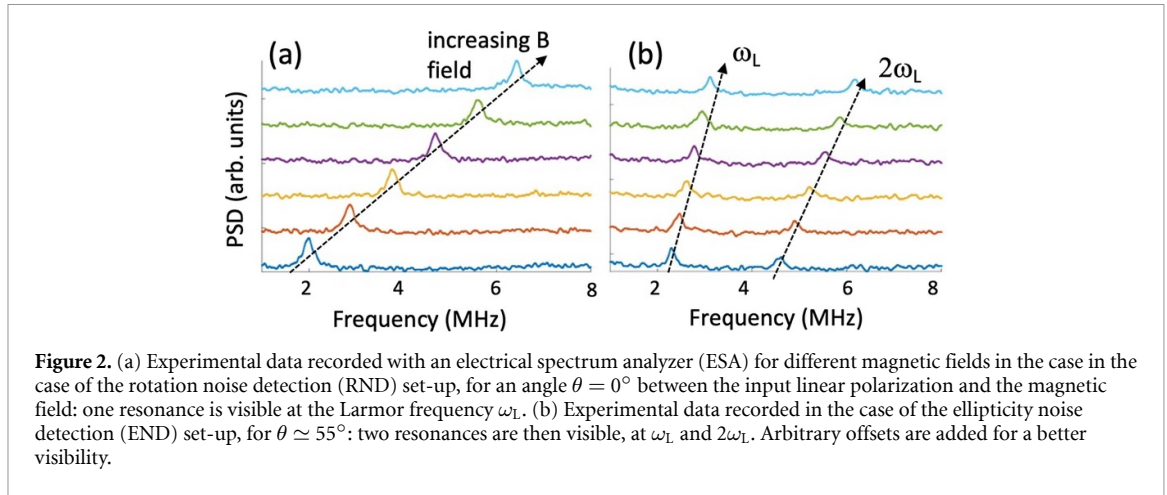 (a)
increasing B
field
(b)
ωL
2ωL
PSD (arb. units)
2 4 6 8
2 4 6 8
Frequency (MHz)
Frequency (MHz)
Figure 2. (a) Experimental data recorded with an electrical spectrum analyzer (ESA) for different magnetic fields in the case in the
case of the rotation noise detection (RND) set-up, for an angle θ = 0° between the input linear polarization and the magnetic
field: one resonance is visible at the Larmor frequency ωL. (b) Experimental data recorded in the case of the ellipticity noise
detection (END) set-up, for θ ≃ 55°: two resonances are then visible, at ωL and 2ωL. Arbitrary offsets are added for a better
visibility.